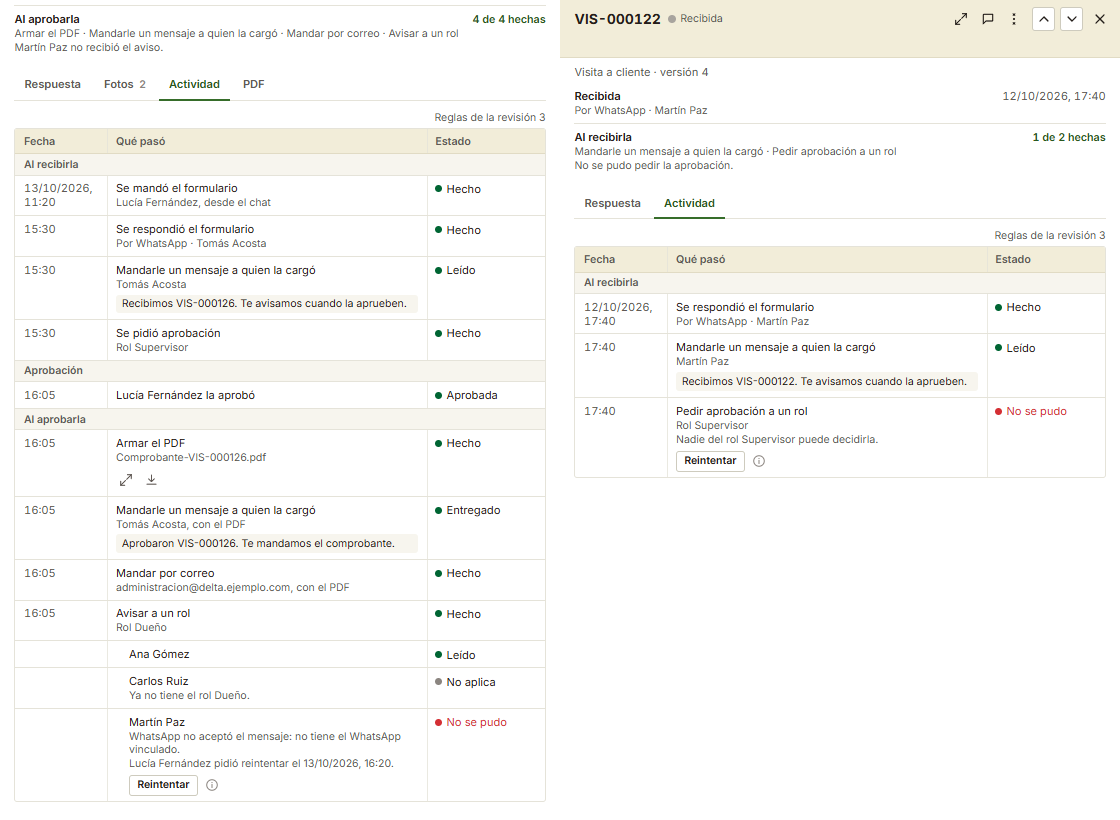 Al aprobarla
4 de 4 hechas
Armar el PDF · Mandarle un mensaje a quien la cargó · Mandar por correo · Avisar a un rol
Martín Paz no recibió el aviso.
Respuesta
Fotos 2
Actividad
PDF
Reglas de la revisión 3
Fecha
Qué pasó
Estado
Al recibirla
13/10/2026,
11:20
Se mandó el formulario
Lucía Fernández, desde el chat
Hecho
15:30
Se respondió el formulario
Por WhatsApp · Tomás Acosta
Hecho
15:30
Mandarle un mensaje a quien la cargó
Tomás Acosta
Recibimos VIS-000126. Te avisamos cuando la aprueben.
Leído
15:30
Se pidió aprobación
Rol Supervisor
Hecho
Aprobación
16:05
Lucía Fernández la aprobó
Aprobada
Al aprobarla
16:05
Armar el PDF
Comprobante-VIS-000126.pdf
Hecho
16:05
Mandarle un mensaje a quien la cargó
Tomás Acosta, con el PDF
Aprobaron VIS-000126. Te mandamos el comprobante.
Entregado
16:05
Mandar por correo
administracion@delta.ejemplo.com, con el PDF
Hecho
16:05
Avisar a un rol
Rol Dueño
Hecho
Ana Gómez
Leído
Carlos Ruiz
Ya no tiene el rol Dueño.
No aplica
Martín Paz
WhatsApp no aceptó el mensaje: no tiene el WhatsApp
vinculado.
Lucía Fernández pidió reintentar el 13/10/2026, 16:20.
Reintentar
No se pudo
VIS-000122
Recibida
Visita a cliente · versión 4
Recibida
12/10/2026, 17:40
Por WhatsApp · Martín Paz
Al recibirla
1 de 2 hechas
Mandarle un mensaje a quien la cargó · Pedir aprobación a un rol
No se pudo pedir la aprobación.
Respuesta
Actividad
Reglas de la revisión 3
Fecha
Qué pasó
Estado
Al recibirla
12/10/2026,
17:40
Se respondió el formulario
Por WhatsApp · Martín Paz
Hecho
17:40
Mandarle un mensaje a quien la cargó
Martín Paz
Recibimos VIS-000122. Te avisamos cuando la aprueben.
Leído
17:40
Pedir aprobación a un rol
Rol Supervisor
Nadie del rol Supervisor puede decidirla.
Reintentar
No se pudo